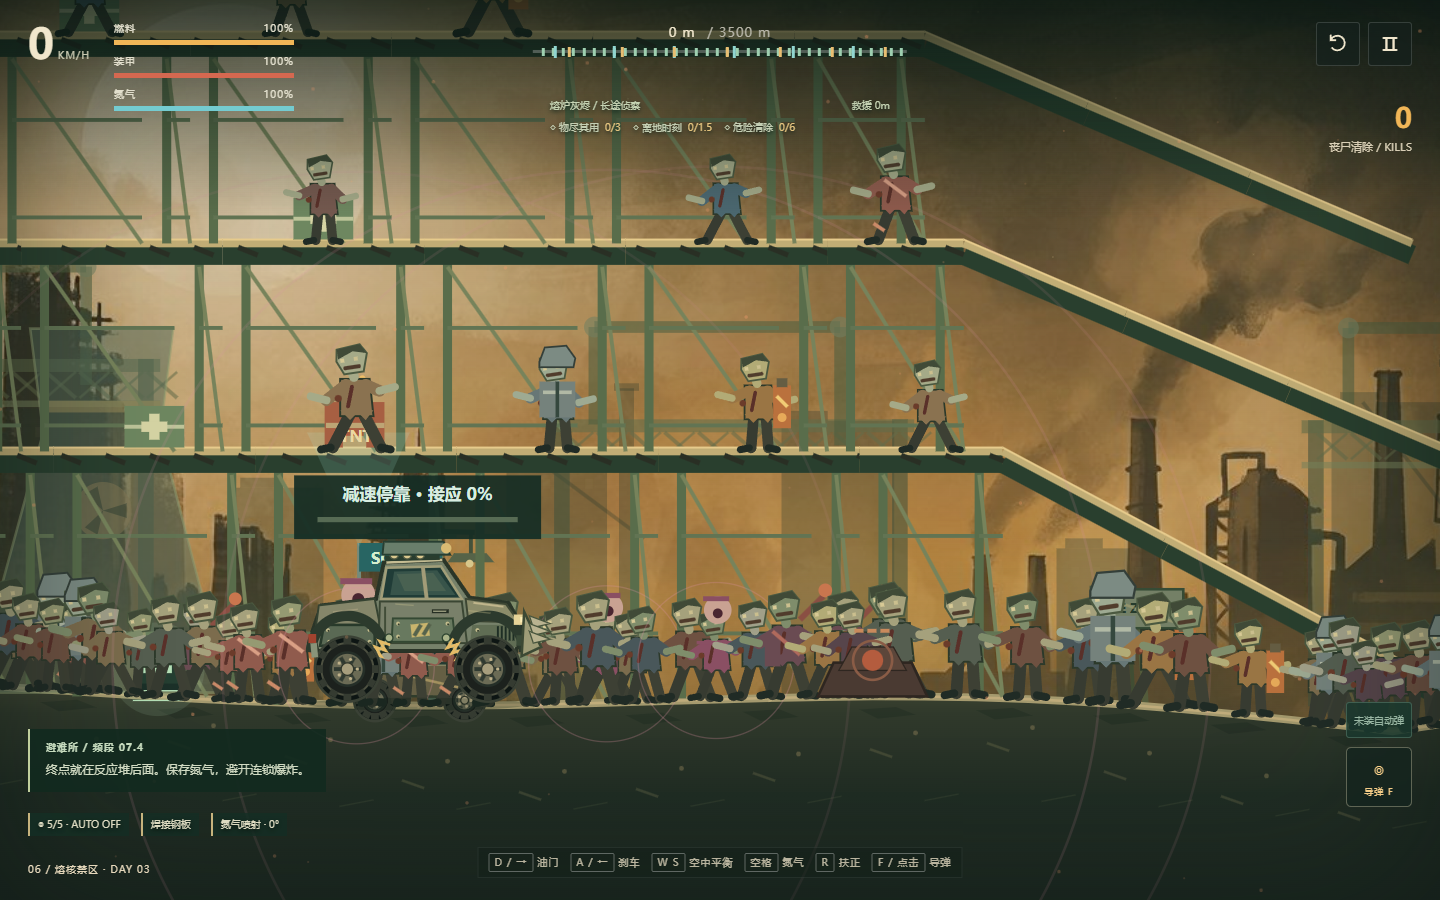 0 KM/H
燃料 100%
装甲 100%
氮气 100%
0 m / 3500 m
熔炉灰烬 / 长途侦察 救援 0m
物尽其用 0/3 离地时刻 0/1.5 危险清除 0/6
0
丧尸清除 / KILLS
减速停靠 • 接应 0%
未装自动弹
导弹 F
避难所 / 频段 07.4
终点就在反应堆后面。保存氮气，避开连锁爆炸。
5/5 · AUTO OFF 焊接钢板 氮气喷射 · 0°
06 / 熔核禁区 · DAY 03
D / → 油门 A / ← 刹车 W S 空中平衡 空格 氮气 R 扶正 F / 点击 导弹